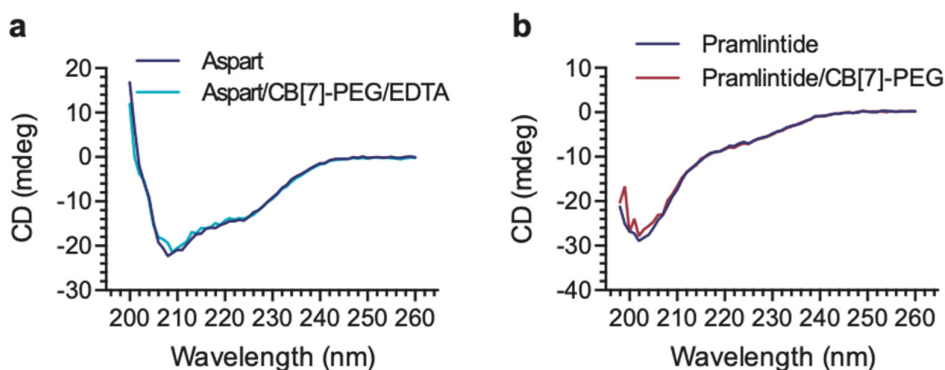 a
Aspart
Aspart/CB[7]-PEG/EDTA
20
10
0
-10
-20
-30
CD (mdeg)
200 210 220 230 240 250 260
Wavelength (nm)
b
Pramlintide
Pramlintide/CB[7]-PEG
10
0
-10
-20
-30
-40
CD (mdeg)
200 210 220 230 240 250 260
Wavelength (nm)